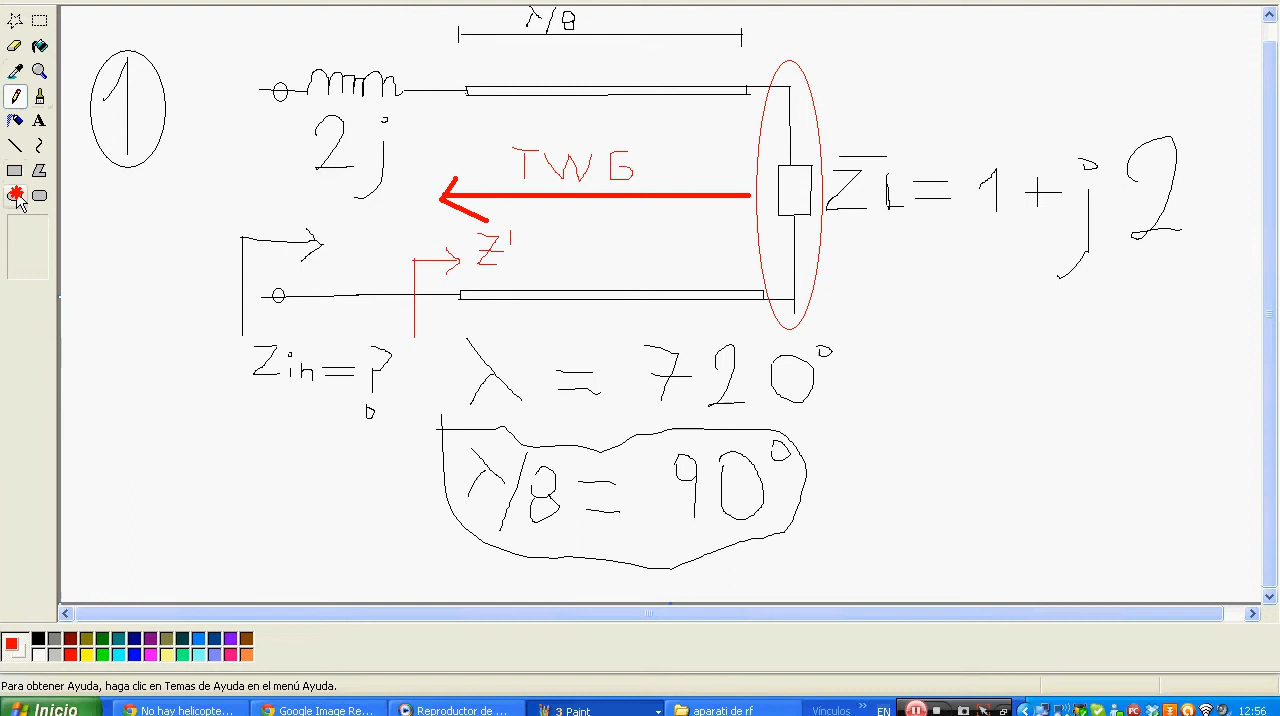 λ/8
1
2j
TWG
Z̅L = 1 + j2
Z'
Zin = ?
λ = 720°
λ/8 = 90°
A
Para obtener Ayuda, haga clic en Temas de Ayuda en el menú Ayuda.
Inicio
No hay helicopte...
Google Image Re...
Reproductor de ...
3 Paint
aparati de rf
Vínculos
»
EN
12:56